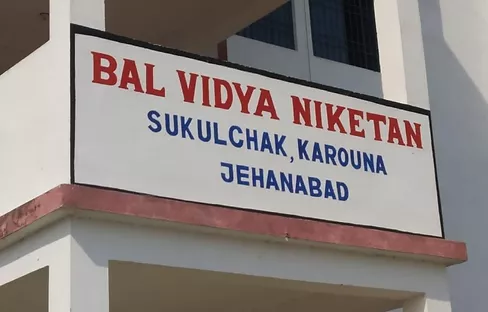 BAL VIDYA NIKETAN
SUKULCHAK, KAROUNA
JEHANABAD